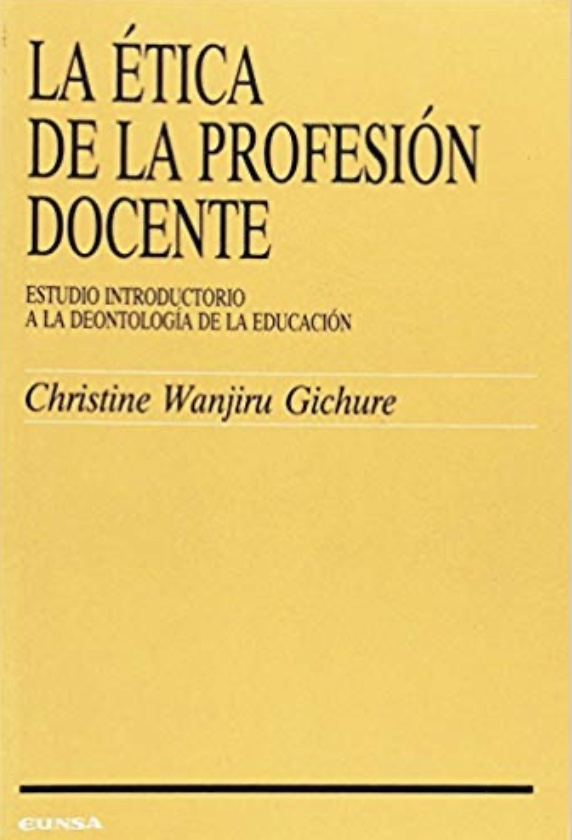 LA ÉTICA
DE LA PROFESIÓN
DOCENTE
ESTUDIO INTRODUCTORIO
A LA DEONTOLOGÍA DE LA EDUCACIÓN
Christine Wanjiru Gichure
EUNSA